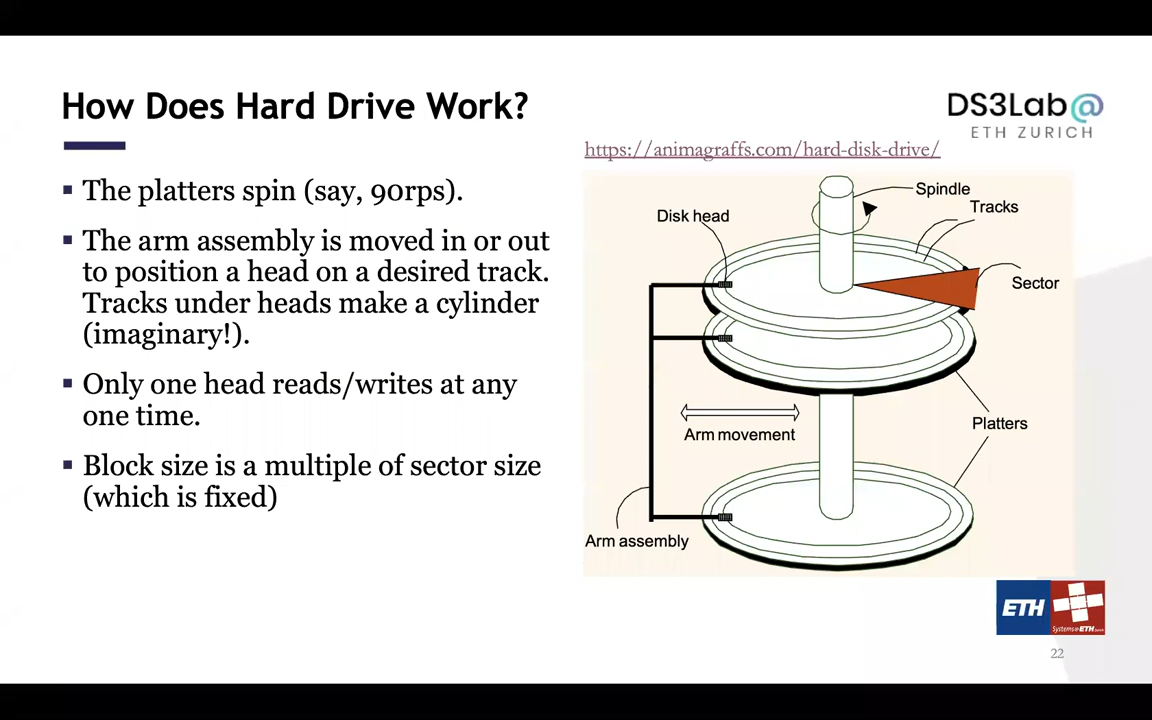 How Does Hard Drive Work?
DS3Lab@
ETH ZURICH
https://animagraffs.com/hard-disk-drive/
▪ The platters spin (say, 90rps).
▪ The arm assembly is moved in or out
to position a head on a desired track.
Tracks under heads make a cylinder
(imaginary!).
▪ Only one head reads/writes at any
one time.
▪ Block size is a multiple of sector size
(which is fixed)
Spindle
Tracks
Disk head
Sector
Platters
Arm movement
Arm assembly
ETH
Systems@ETH Zürich
22